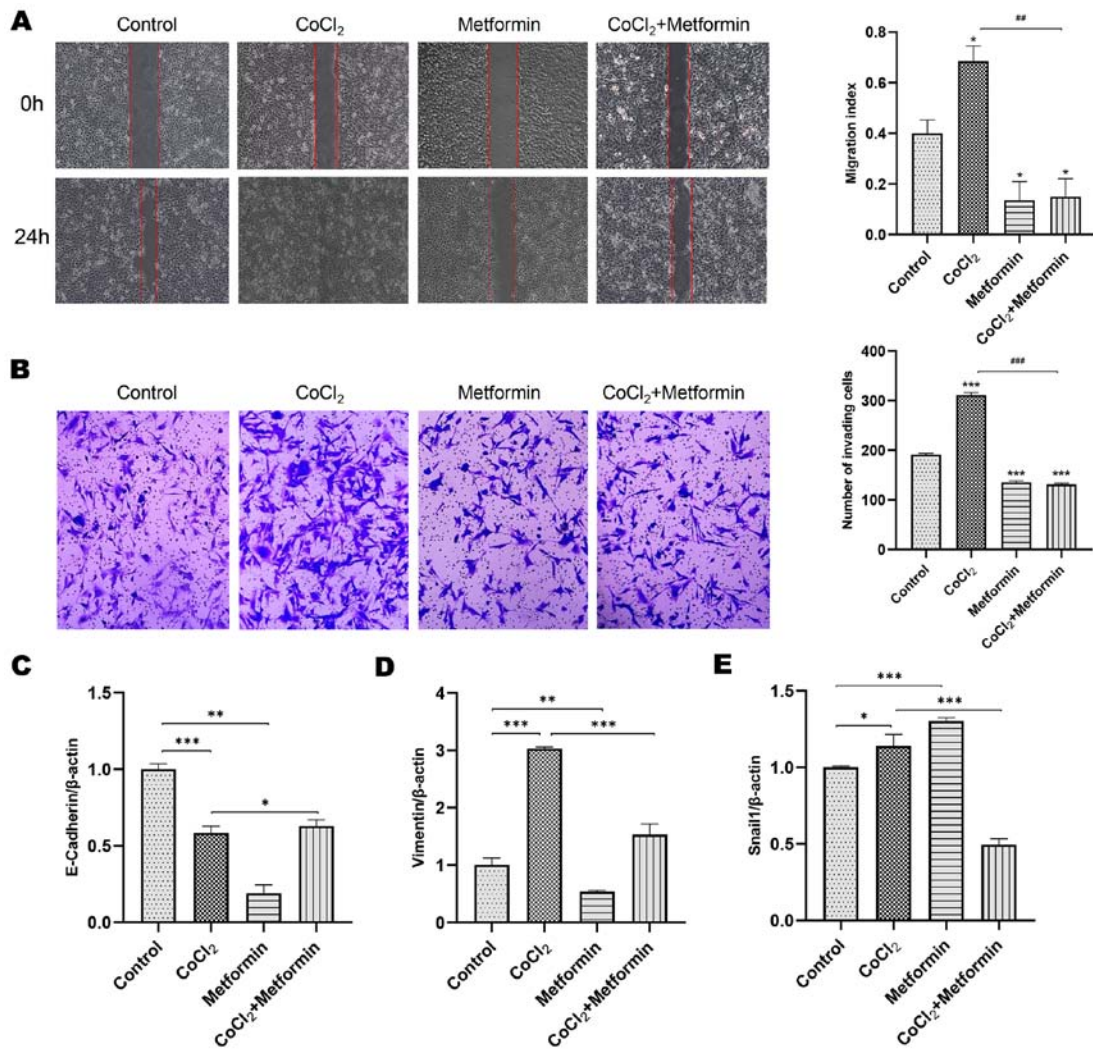 A
Control CoCl₂ Metformin CoCl₂+Metformin
0h
24h
##
*
*
*
0.8
0.6
0.4
0.2
0.0
Migration index
Control
CoCl₂
Metformin
CoCl₂+Metformin
B
Control CoCl₂ Metformin CoCl₂+Metformin
###
***
***
***
400
300
200
100
0
Number of invading cells
Control
CoCl₂
Metformin
CoCl₂+Metformin
C
**
***
*
1.5
1.0
0.5
0.0
E-Cadherin/β-actin
Control
CoCl₂
Metformin
CoCl₂+Metformin
D
**
***
***
4
3
2
1
0
Vimentin/β-actin
Control
CoCl₂
Metformin
CoCl₂+Metformin
E
***
***
*
1.5
1.0
0.5
0.0
Snail1/β-actin
Control
CoCl₂
Metformin
CoCl₂+Metformin